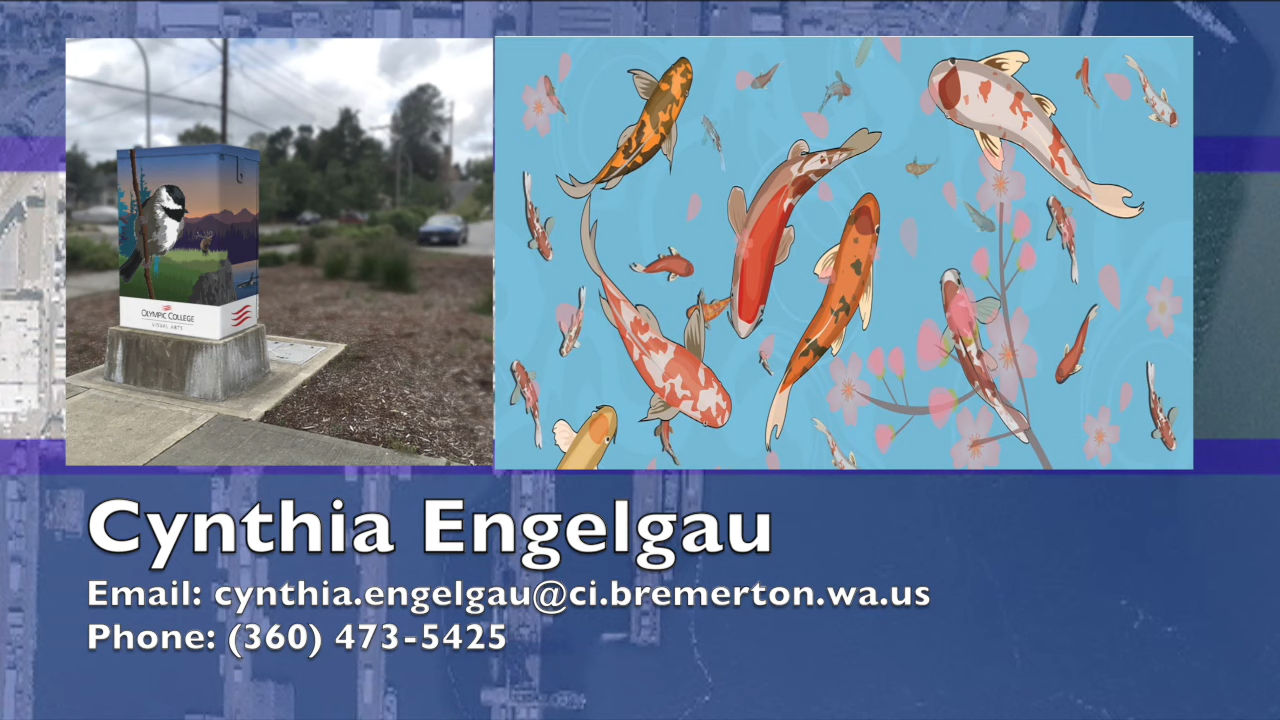 OLYMPIC COLLEGE
VISUAL ARTS
Cynthia Engelgau
Email: cynthia.engelgau@ci.bremerton.wa.us
Phone: (360) 473-5425